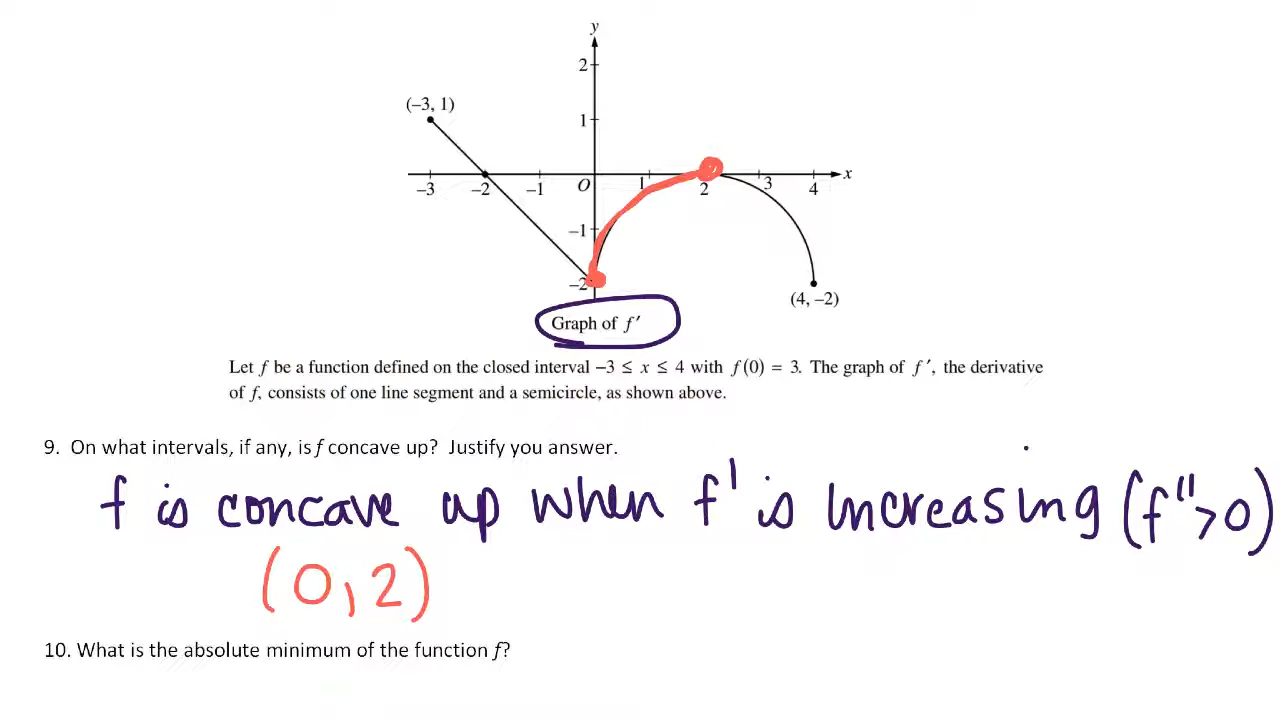 y
2
(–3, 1)
1
O
x
–3 –2 –1 1 2 3 4
–1
–2
(4, –2)
Graph of f′
Let f be a function defined on the closed interval –3 ≤ x ≤ 4 with f(0) = 3. The graph of f′, the derivative
of f, consists of one line segment and a semicircle, as shown above.
9. On what intervals, if any, is f concave up? Justify you answer.
f is concave up when f' is increasing (f">0)
(0,2)
10. What is the absolute minimum of the function f?